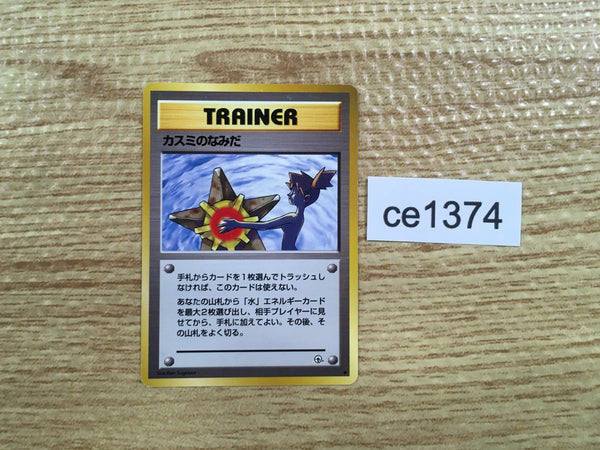 TRAINER
カスミのなみだ
手札からカードを1枚選んでトラッシュし
なければ、このカードは使えない。
あなたの山札から「水」エネルギーカード
を最大2枚選び出し、相手プレイヤーに見
せてから、手札に加えてよい。その後、そ
の山札をよく切る。
Illus. Ken Sugimori
ce1374